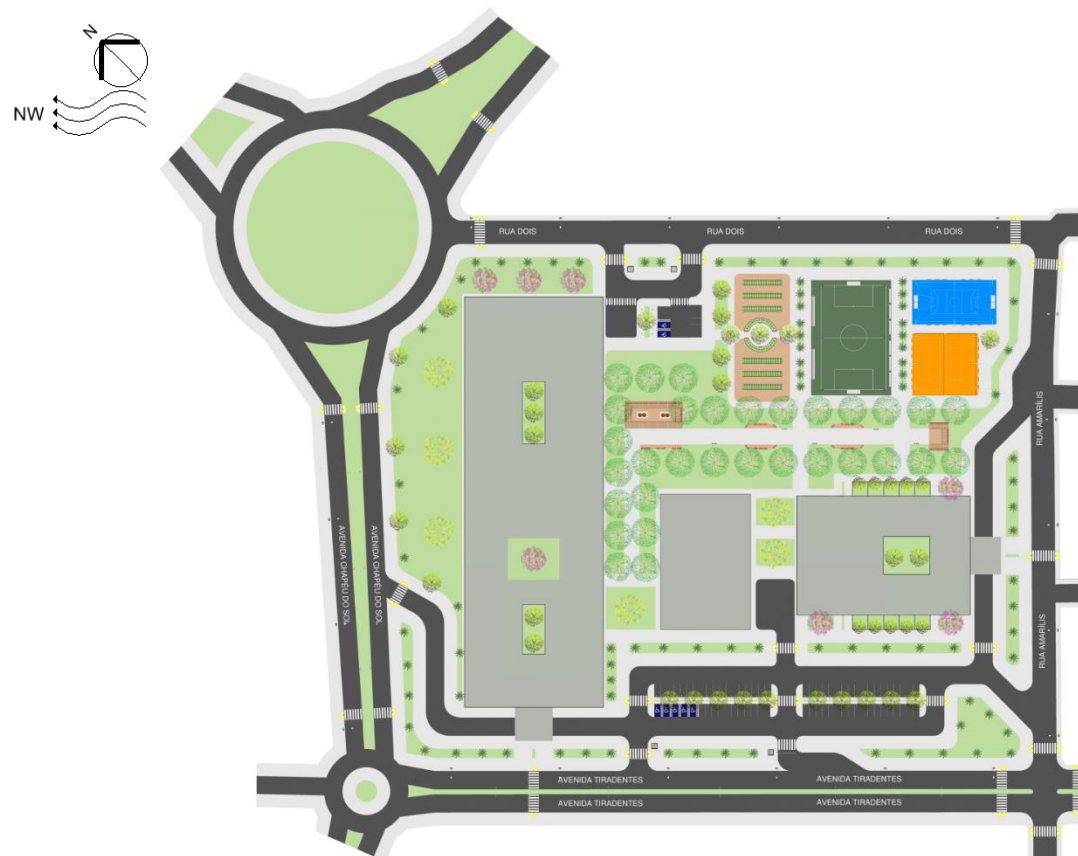 N
NW
RUA DOIS
RUA DOIS
RUA DOIS
RUA AMARÍLIS
AVENIDA CHAPÉU DO SOL
AVENIDA CHAPÉU DO SOL
RUA AMARÍLIS
AVENIDA TIRADENTES
AVENIDA TIRADENTES
AVENIDA TIRADENTES
AVENIDA TIRADENTES